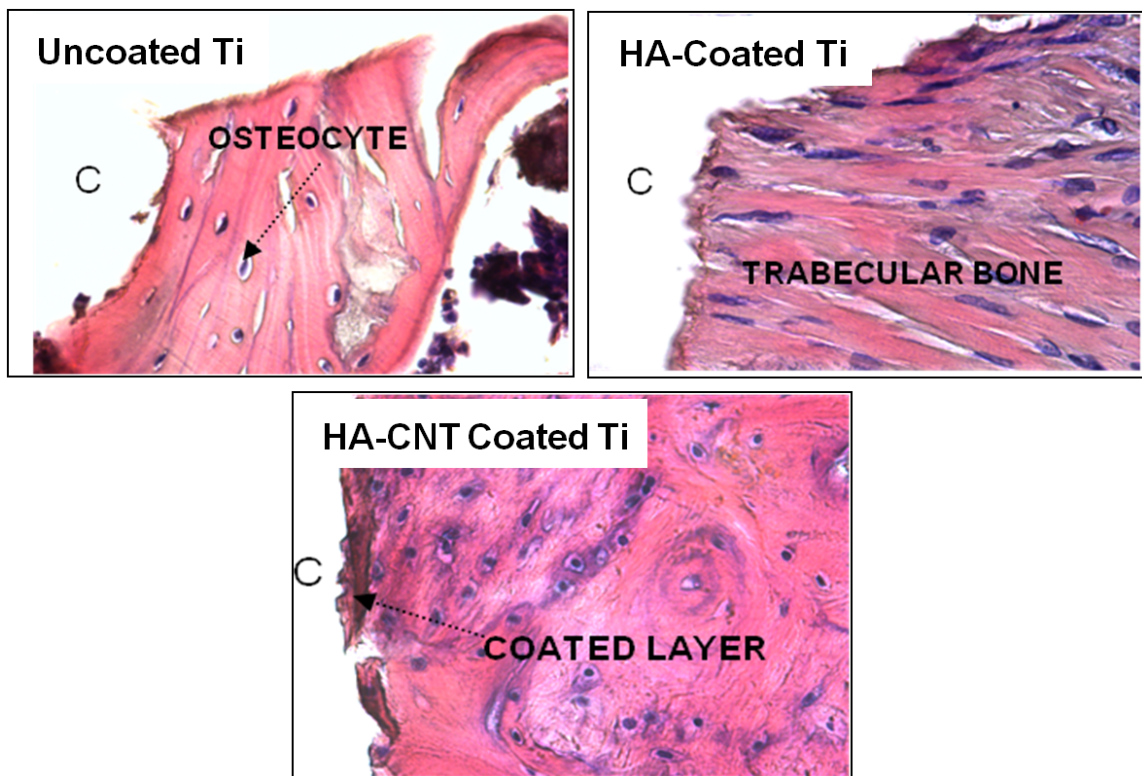 Uncoated Ti
OSTEOCYTE
C
HA-Coated Ti
C
TRABECULAR BONE
HA-CNT Coated Ti
C
COATED LAYER